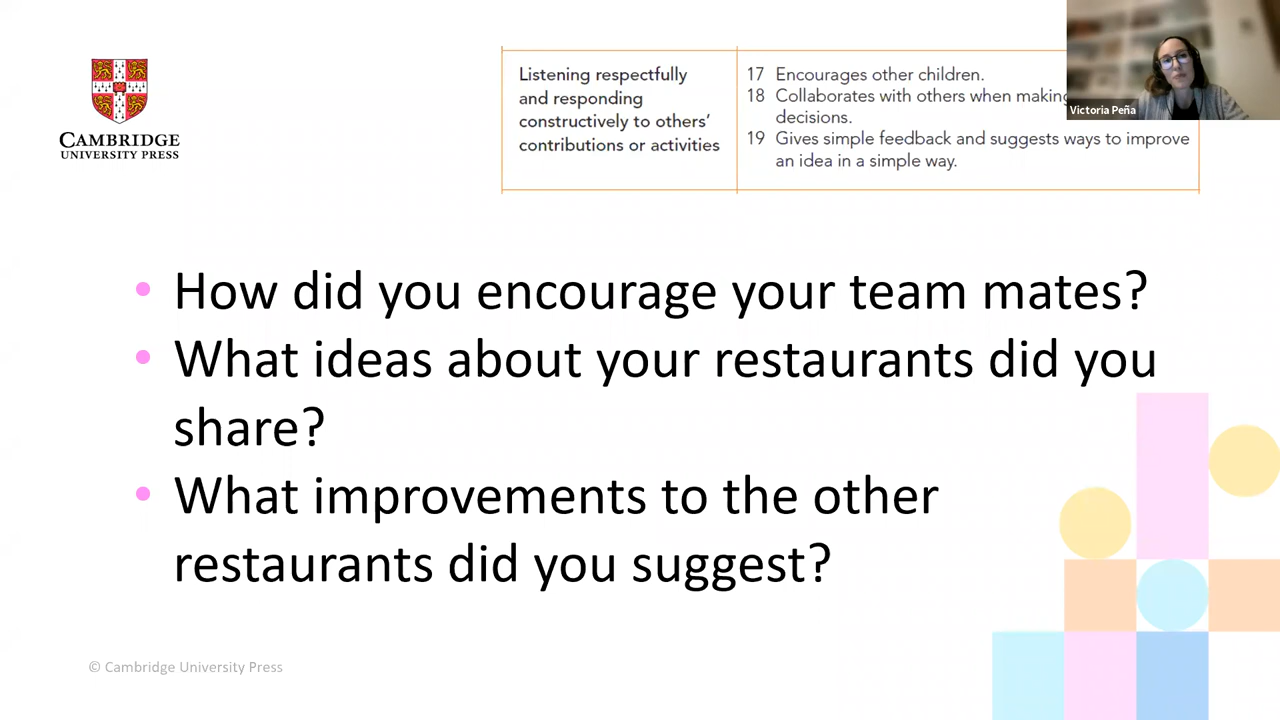 CAMBRIDGE
UNIVERSITY PRESS
Listening respectfully
and responding
constructively to others’
contributions or activities
17 Encourages other children.
18 Collaborates with others when making
decisions.
19 Gives simple feedback and suggests ways to improve
an idea in a simple way.
Victoria Peña
• How did you encourage your team mates?
• What ideas about your restaurants did you
share?
• What improvements to the other
restaurants did you suggest?
© Cambridge University Press